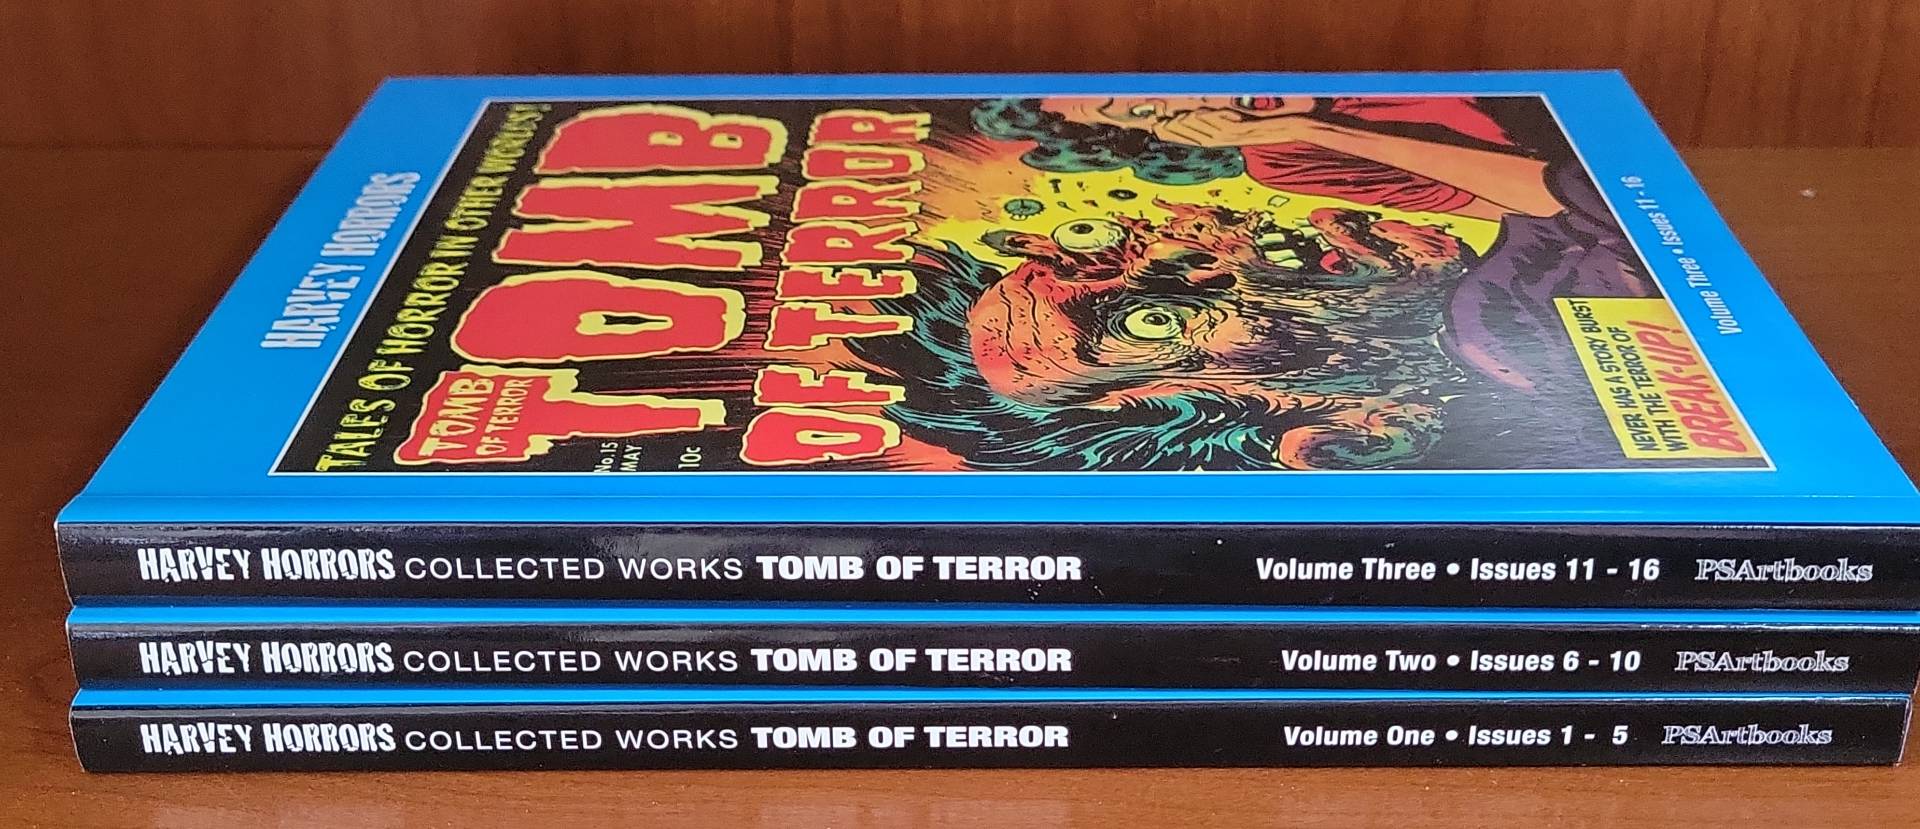 HARVEY HORRORS
TALES OF HORROR IN OTHER WORLDS!
TOMB
OF TERROR
TOMB
OF TERROR
No. 15
MAY
10c
NEVER HAS A STORY BURST
WITH THE TERROR OF
BREAK-UP!
Volume Three • Issues 11 - 16
HARVEY HORRORS COLLECTED WORKS TOMB OF TERROR Volume Three • Issues 11 - 16 PSArtbooks
HARVEY HORRORS COLLECTED WORKS TOMB OF TERROR Volume Two • Issues 6 - 10 PSArtbooks
HARVEY HORRORS COLLECTED WORKS TOMB OF TERROR Volume One • Issues 1 - 5 PSArtbooks